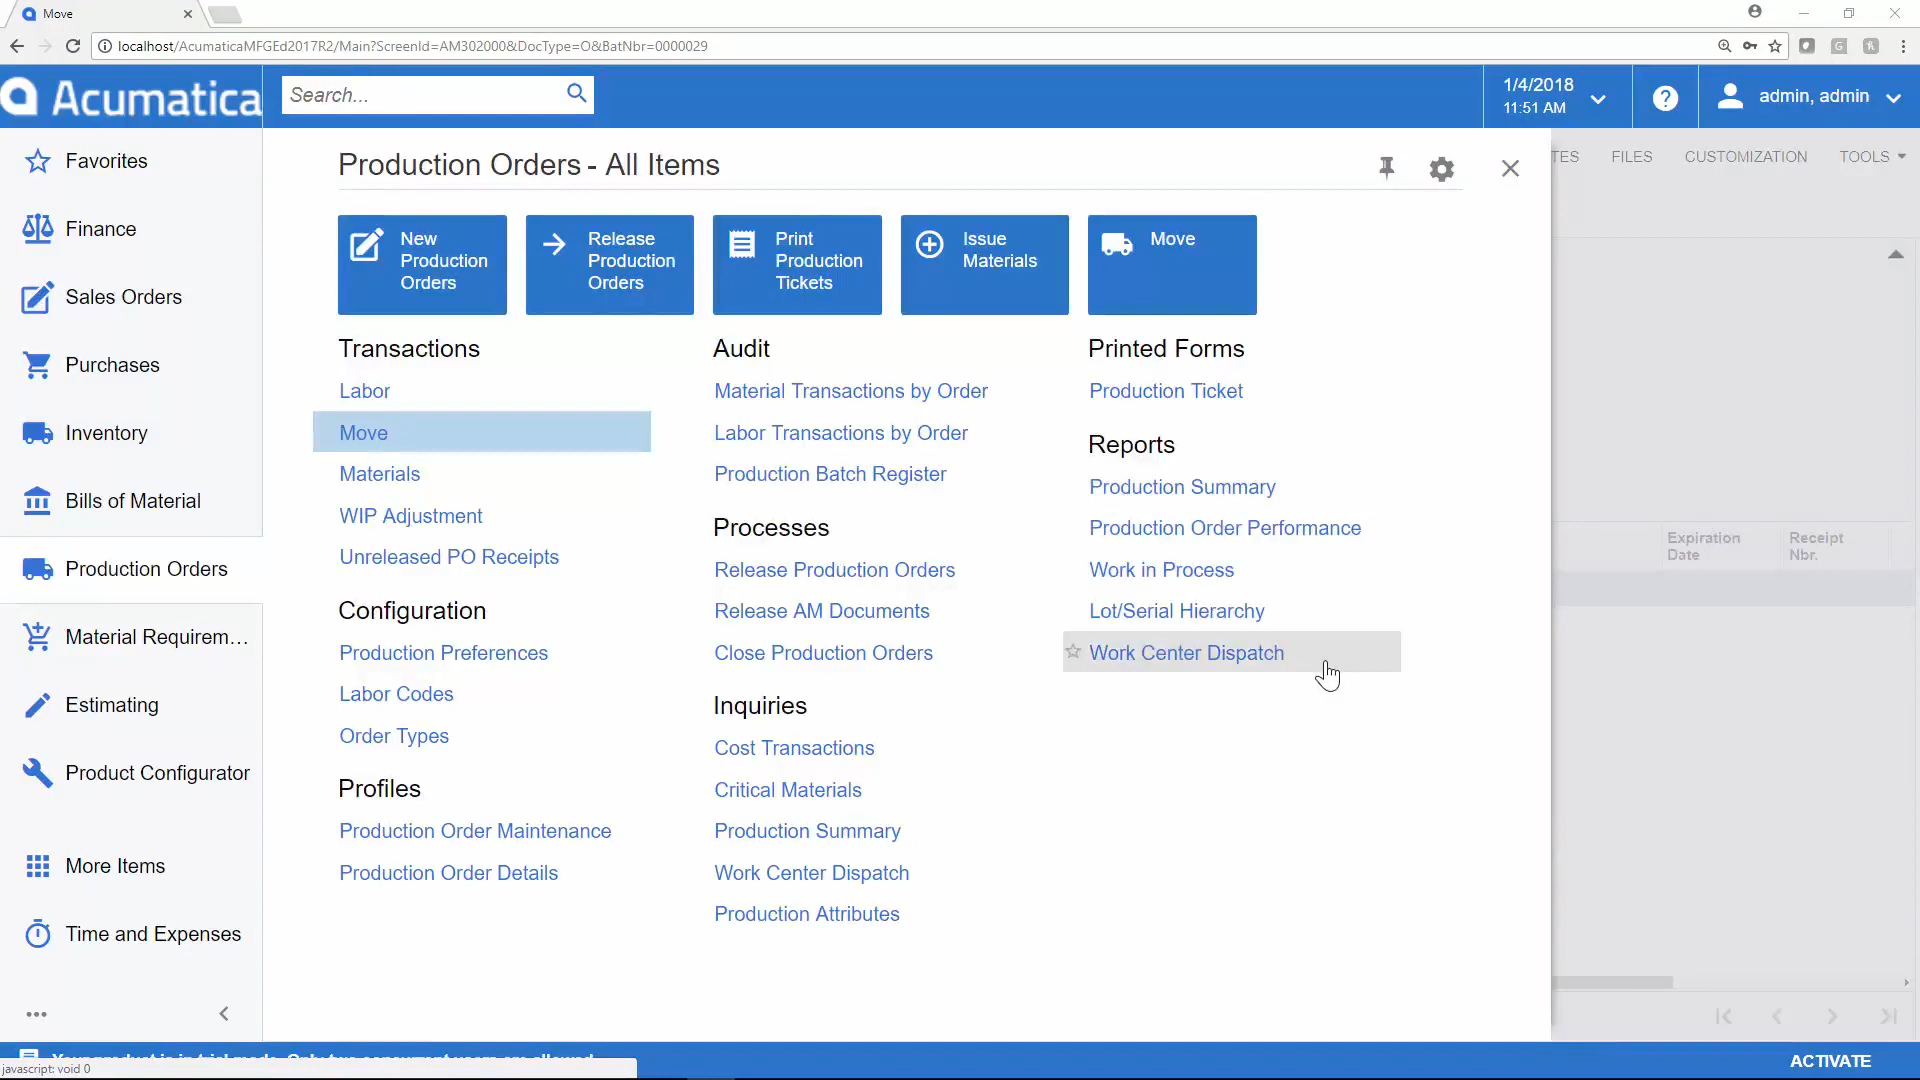 Move
localhost/AcumaticaMFGEd2017R2/Main?ScreenId=AM302000&DocType=O&BatNbr=0000029
Acumatica
Search...
1/4/2018
11:51 AM
admin, admin
Favorites
Finance
Sales Orders
Purchases
Inventory
Bills of Material
Production Orders
Material Requirem...
Estimating
Product Configurator
More Items
Time and Expenses
Production Orders - All Items
FILES
CUSTOMIZATION
TOOLS
New
Production
Orders
Release
Production
Orders
Print
Production
Tickets
Issue
Materials
Move
Transactions
Labor
Move
Materials
WIP Adjustment
Unreleased PO Receipts
Configuration
Production Preferences
Labor Codes
Order Types
Profiles
Production Order Maintenance
Production Order Details
Audit
Material Transactions by Order
Labor Transactions by Order
Production Batch Register
Processes
Release Production Orders
Release AM Documents
Close Production Orders
Inquiries
Cost Transactions
Critical Materials
Production Summary
Work Center Dispatch
Production Attributes
Printed Forms
Production Ticket
Reports
Production Summary
Production Order Performance
Work in Process
Lot/Serial Hierarchy
Work Center Dispatch
Expiration
Date
Receipt
Nbr.
javascript: void 0
ACTIVATE